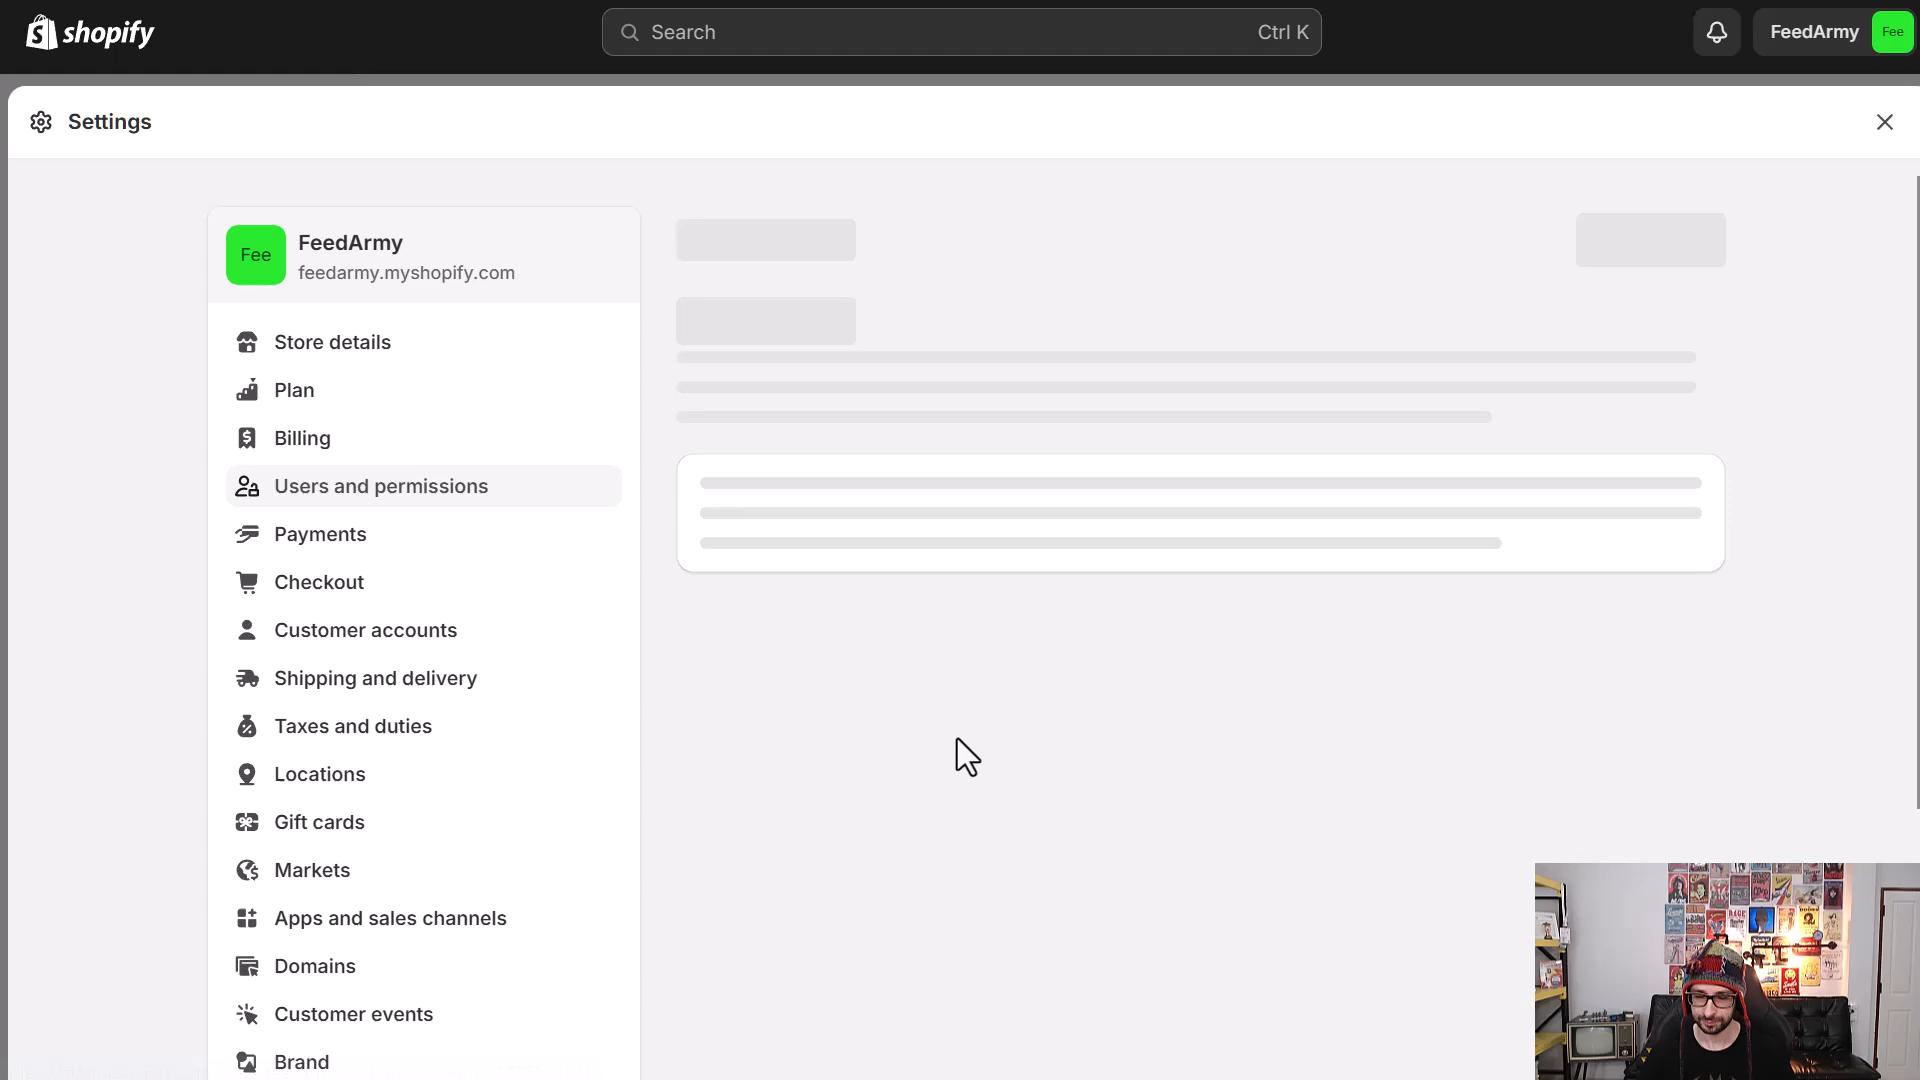 shopify
Search
Ctrl K
FeedArmy
Fee
Settings
Fee
FeedArmy
feedarmy.myshopify.com
Store details
Plan
Billing
Users and permissions
Payments
Checkout
Customer accounts
Shipping and delivery
Taxes and duties
Locations
Gift cards
Markets
Apps and sales channels
Domains
Customer events
Brand